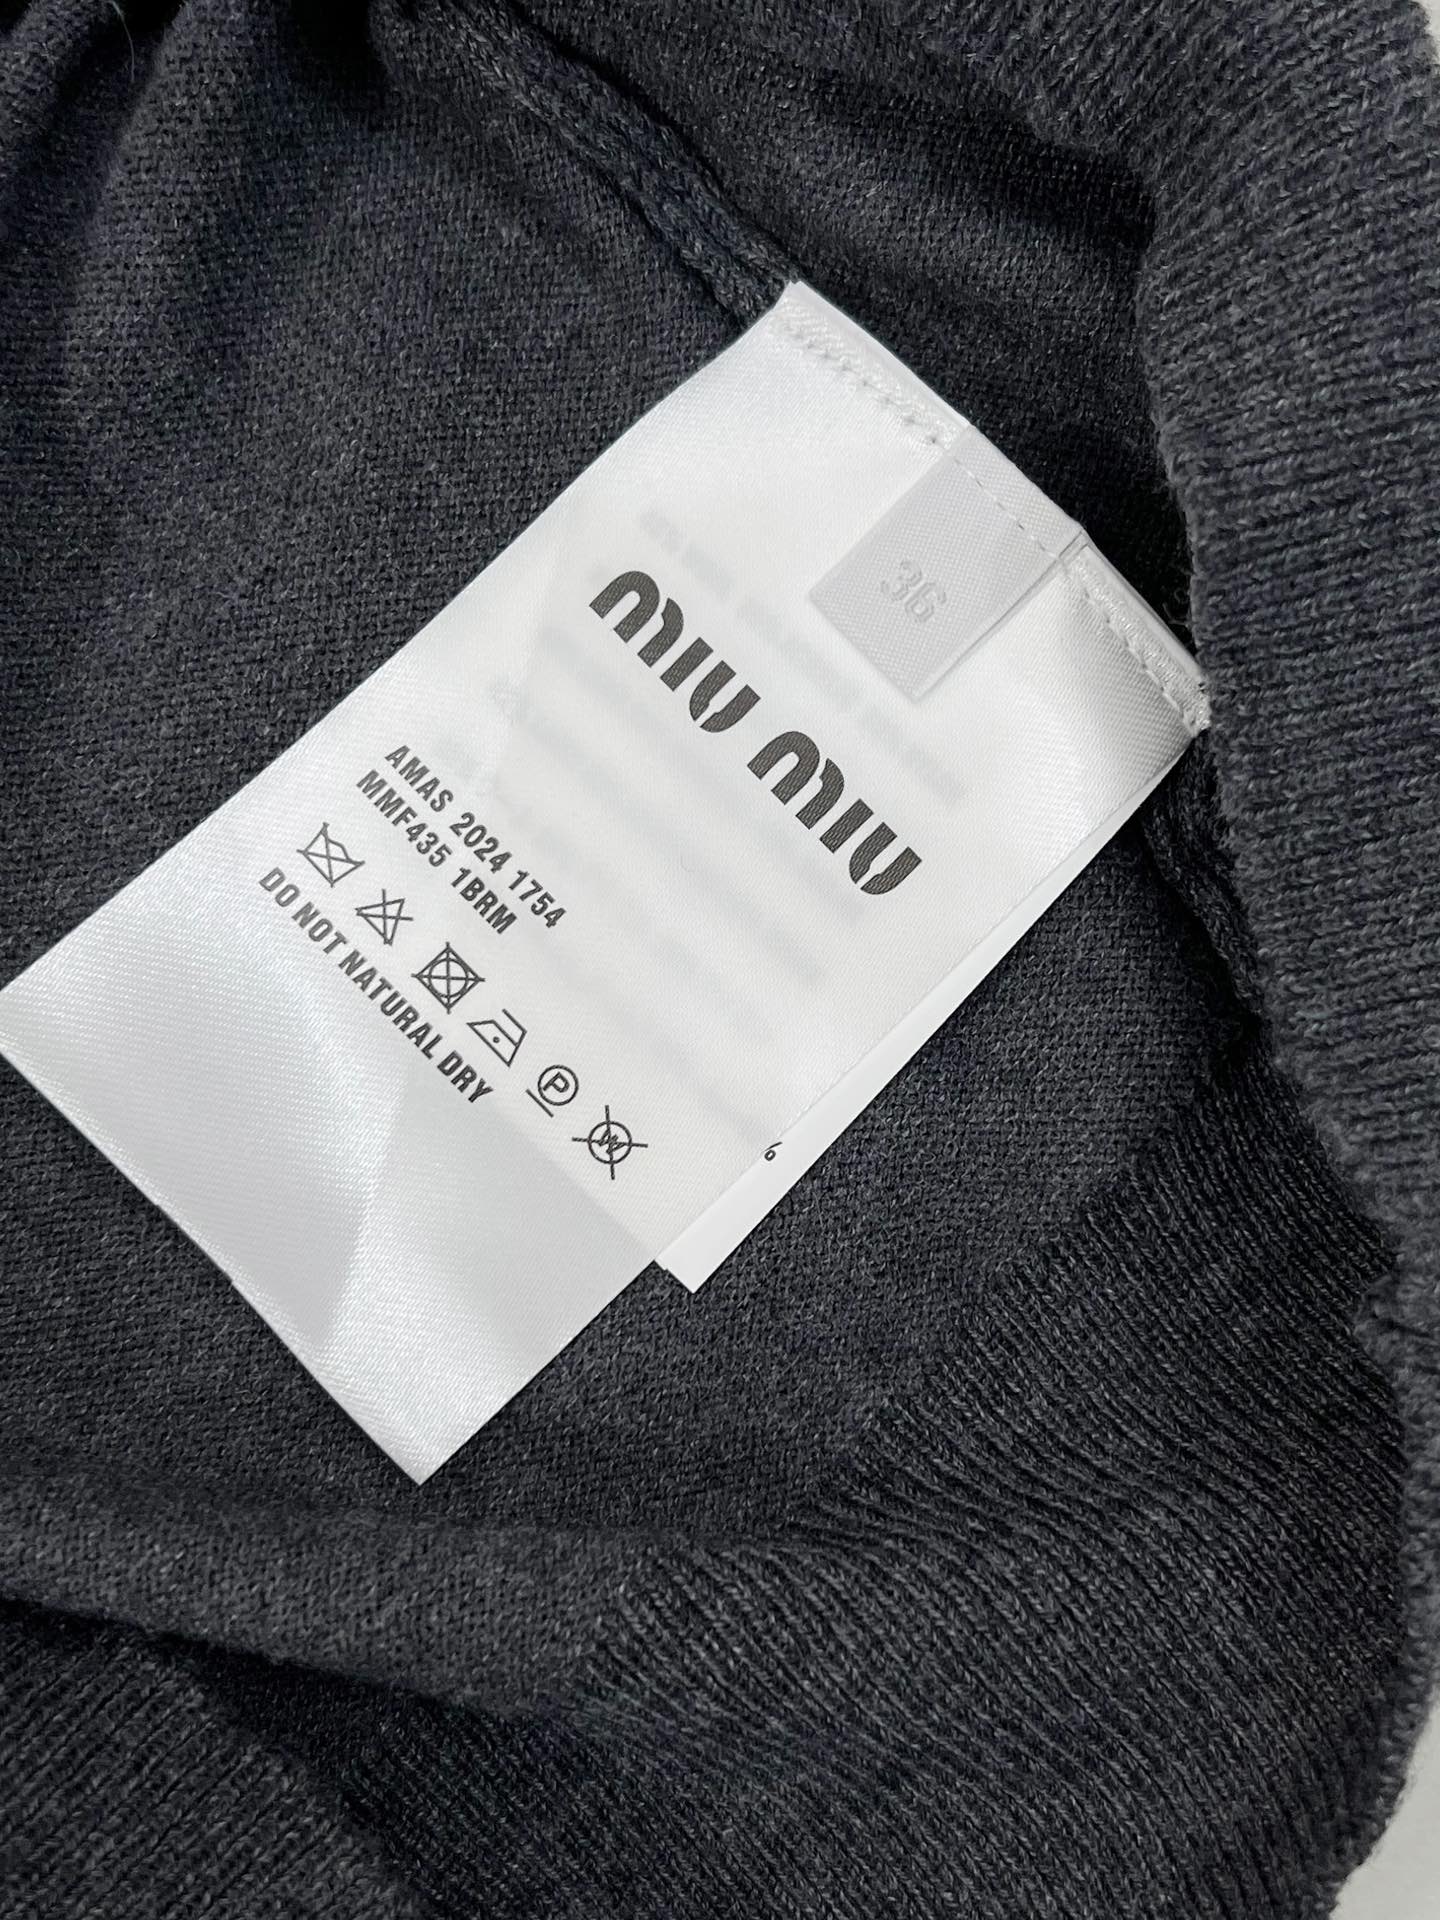 36
MIU MIU
AMAS 2024 1754
MMF435 1BRM
P
W
DO NOT NATURAL DRY
%